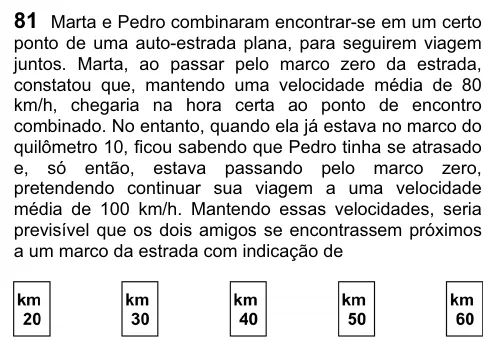 81 Marta e Pedro combinaram encontrar-se em um certo
ponto de uma auto-estrada plana, para seguirem viagem
juntos. Marta, ao passar pelo marco zero da estrada,
constatou que, mantendo uma velocidade média de 80
km/h, chegaria na hora certa ao ponto de encontro
combinado. No entanto, quando ela já estava no marco do
quilômetro 10, ficou sabendo que Pedro tinha se atrasado
e, só então, estava passando pelo marco zero,
pretendendo continuar sua viagem a uma velocidade
média de 100 km/h. Mantendo essas velocidades, seria
previsível que os dois amigos se encontrassem próximos
a um marco da estrada com indicação de
km km km km km
20 30 40 50 60